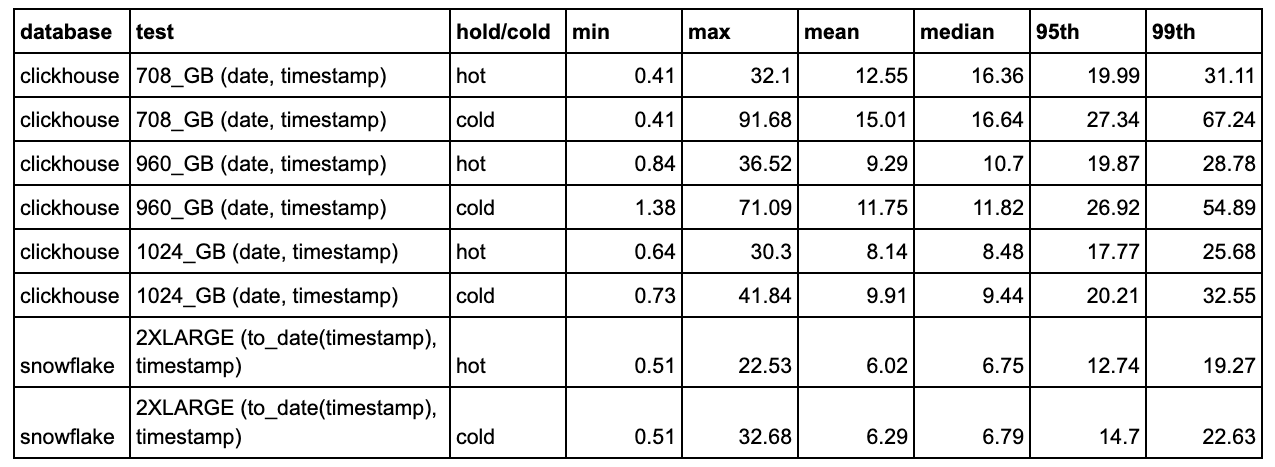 database test hold/cold min max mean median 95th 99th
clickhouse 708_GB (date, timestamp) hot 0.41 32.1 12.55 16.36 19.99 31.11
clickhouse 708_GB (date, timestamp) cold 0.41 91.68 15.01 16.64 27.34 67.24
clickhouse 960_GB (date, timestamp) hot 0.84 36.52 9.29 10.7 19.87 28.78
clickhouse 960_GB (date, timestamp) cold 1.38 71.09 11.75 11.82 26.92 54.89
clickhouse 1024_GB (date, timestamp) hot 0.64 30.3 8.14 8.48 17.77 25.68
clickhouse 1024_GB (date, timestamp) cold 0.73 41.84 9.91 9.44 20.21 32.55
2XLARGE (to_date(timestamp),
snowflake timestamp) hot 0.51 22.53 6.02 6.75 12.74 19.27
2XLARGE (to_date(timestamp),
snowflake timestamp) cold 0.51 32.68 6.29 6.79 14.7 22.63